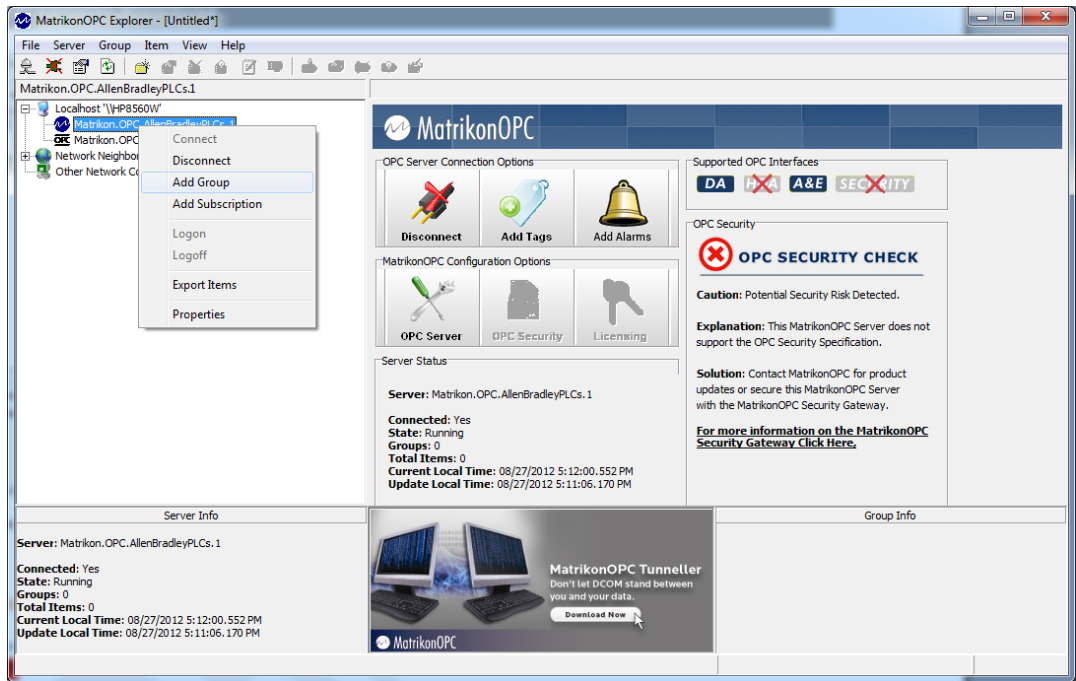 MatrikonOPC Explorer - [Untitled*]
File Server Group Item View Help
Matrikon.OPC.AllenBradleyPLCs.1
Localhost '\\HP8560W'
Matrikon.OPC.AllenBradleyPLCs.1
Matrikon.OPC
Network Neighbor
Other Network Co
Connect
Disconnect
Add Group
Add Subscription
Logon
Logoff
Export Items
Properties
MatrikonOPC
OPC Server Connection Options
Disconnect Add Tags Add Alarms
MatrikonOPC Configuration Options
OPC Server OPC Security Licensing
Server Status
Server: Matrikon.OPC.AllenBradleyPLCs.1
Connected: Yes
State: Running
Groups: 0
Total Items: 0
Current Local Time: 08/27/2012 5:12:00.552 PM
Update Local Time: 08/27/2012 5:11:06.170 PM
Supported OPC Interfaces
DA HDA A&E SECURITY
OPC Security
OPC SECURITY CHECK
Caution: Potential Security Risk Detected.
Explanation: This MatrikonOPC Server does not
support the OPC Security Specification.
Solution: Contact MatrikonOPC for product
updates or secure this MatrikonOPC Server
with the MatrikonOPC Security Gateway.
For more information on the MatrikonOPC
Security Gateway Click Here.
Server Info
Server: Matrikon.OPC.AllenBradleyPLCs.1
Connected: Yes
State: Running
Groups: 0
Total Items: 0
Current Local Time: 08/27/2012 5:12:00.552 PM
Update Local Time: 08/27/2012 5:11:06.170 PM
MatrikonOPC Tunneller
Don't let DCOM stand between
you and your data.
Download Now
MatrikonOPC
Group Info